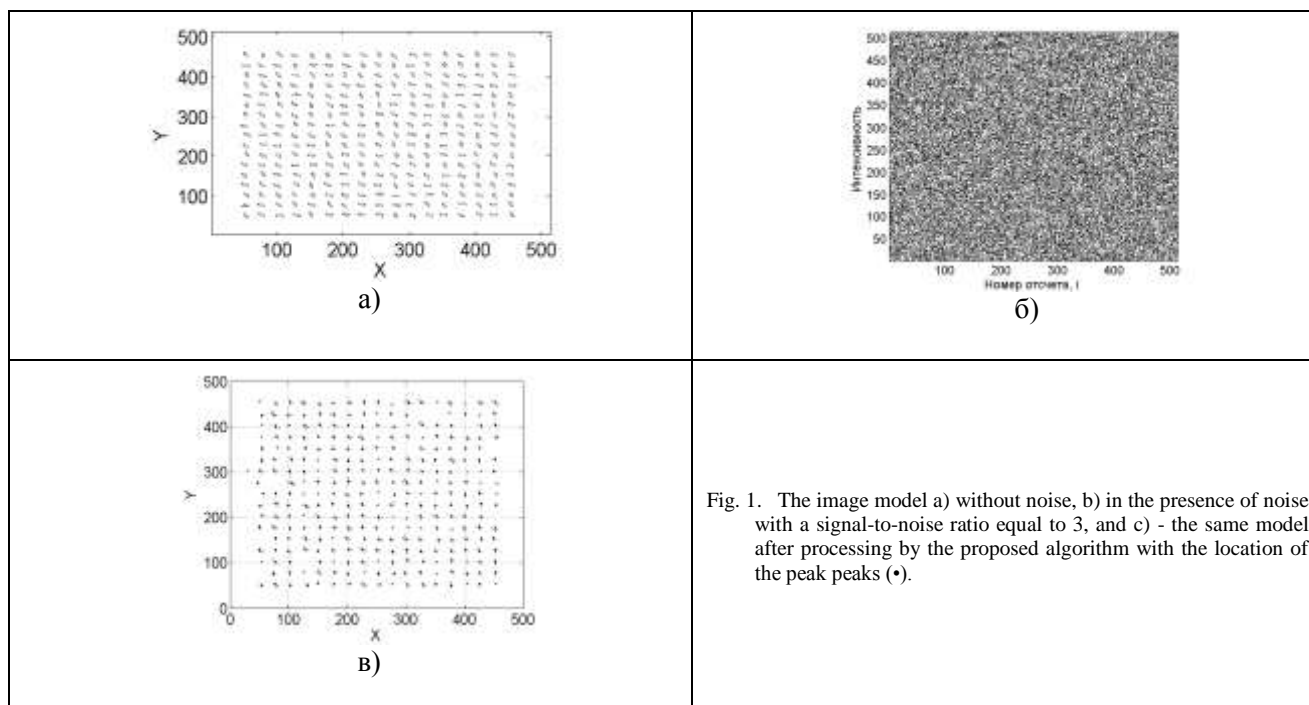 500
400
300
200
100
Y
100 200 300 400 500
X
а)
500
450
400
350
300
250
200
150
100
50
Интенсивность
100 200 300 400 500
Номер отсчета, i
б)
500
400
300
200
100
0
Y
0 100 200 300 400 500
X
в)
Fig. 1. The image model a) without noise, b) in the presence of noise
with a signal-to-noise ratio equal to 3, and c) - the same model
after processing by the proposed algorithm with the location of
the peak peaks (•).